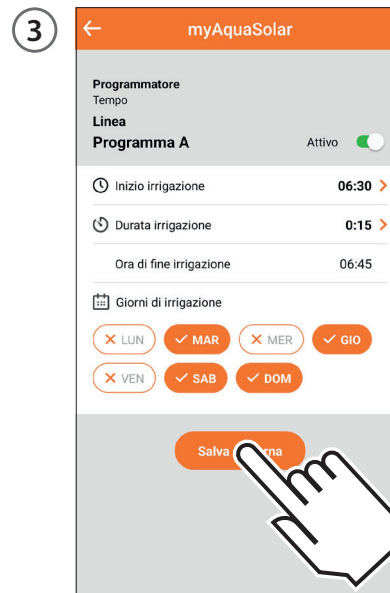 3
myAquaSolar
Programmatore
Tempo
Linea
Programma A Attivo
Inizio irrigazione 06:30
Durata irrigazione 0:15
Ora di fine irrigazione 06:45
Giorni di irrigazione
LUN MAR MER GIO
VEN SAB DOM
Salva